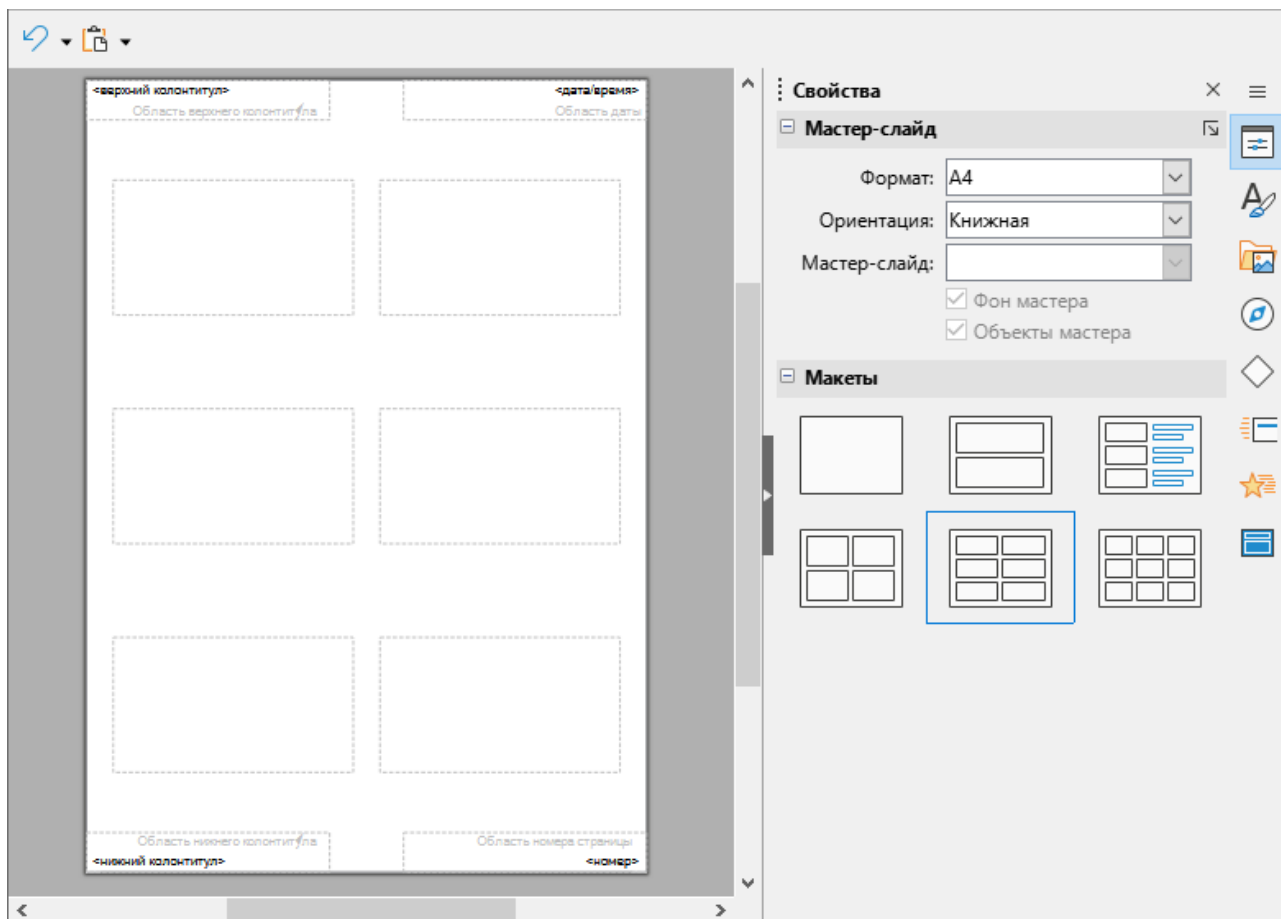 <верхний колонтитул>
Область верхнего колонтитула
<дата/время>
Область даты
Область нижнего колонтитула
<нижний колонтитул>
Область номера страницы
<номер>
Свойства
Мастер-слайд
Формат: A4
Ориентация: Книжная
Мастер-слайд:
Фон мастера
Объекты мастера
Макеты